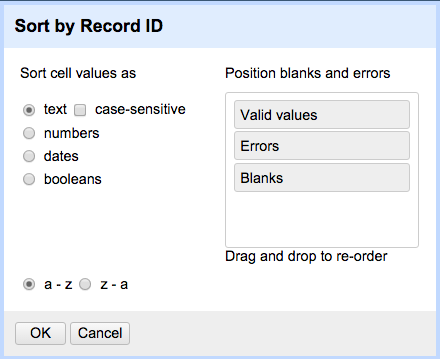 Sort by Record ID
Sort cell values as
text case-sensitive
numbers
dates
booleans
a - z z - a
Position blanks and errors
Valid values
Errors
Blanks
Drag and drop to re-order
OK Cancel